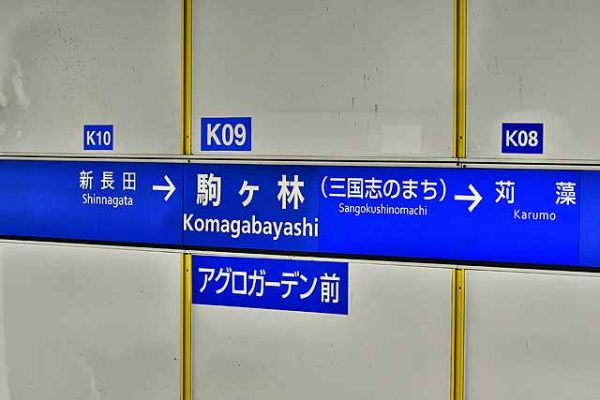 K10
K09
K08
新長田
Shinnagata
→
駒ヶ林
Komagabayashi
(三国志のまち)
Sangokushinomachi
→
苅藻
Karumo
アグロガーデン前